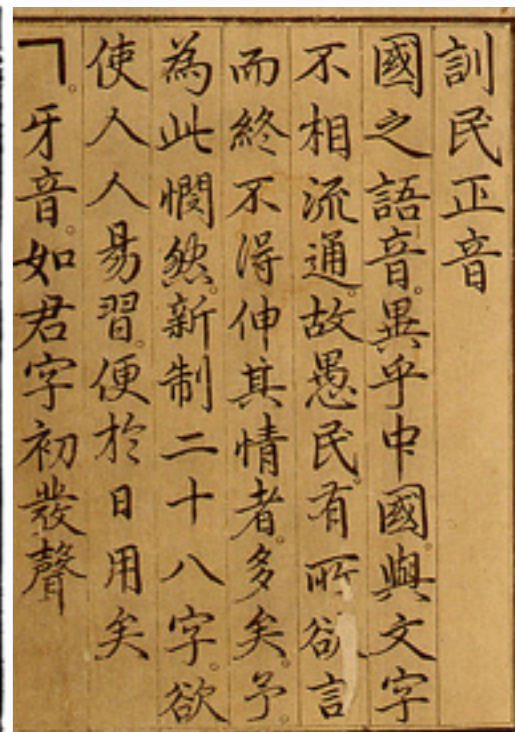 訓民正音
國之語音。異乎中國。與文字
不相流通。故愚民。有所欲言
而終不得伸其情者。多矣。予。
為此憫然。新制二十八字。欲
使人人易習。便於日用矣
ㄱ。牙音。如君字初發聲